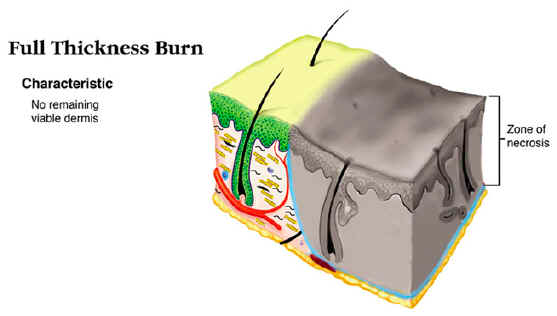 Full Thickness Burn
Characteristic
No remaining
viable dermis
Zone of
necrosis